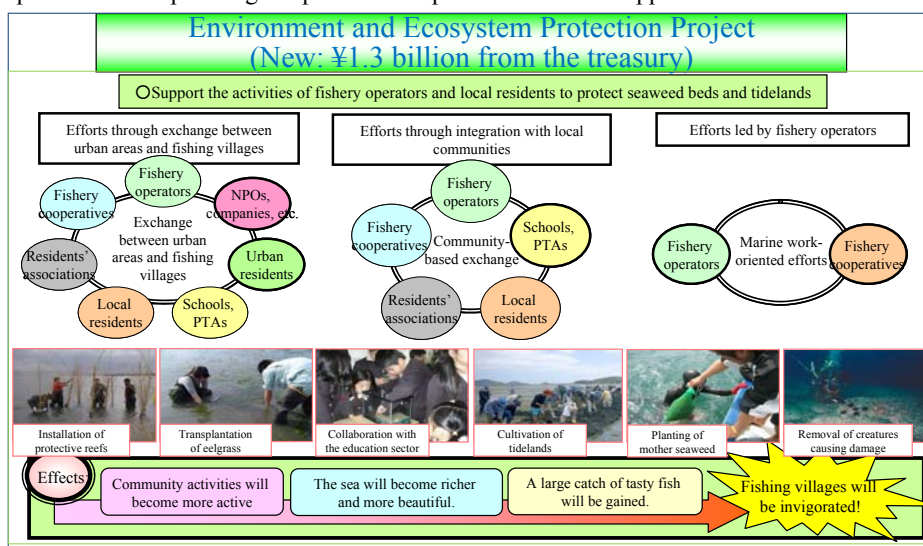 Environment and Ecosystem Protection Project
(New: ¥1.3 billion from the treasury)
○Support the activities of fishery operators and local residents to protect seaweed beds and tidelands
Efforts through exchange between
urban areas and fishing villages
Fishery
operators
Fishery
cooperatives
NPOs,
companies, etc.
Exchange
between urban
areas and fishing
villages
Residents'
associations
Urban
residents
Local
residents
Schools,
PTAs
Efforts through integration with local
communities
Fishery
operators
Fishery
cooperatives
Schools,
PTAs
Community-
based exchange
Residents'
associations
Local
residents
Efforts led by fishery operators
Fishery
operators
Marine work-
oriented efforts
Fishery
cooperatives
Installation of
protective reefs
Transplantation
of eelgrass
Collaboration with
the education sector
Cultivation of
tidelands
Planting of
mother seaweed
Removal of creatures
causing damage
Effects:
Community activities will
become more active
The sea will become richer
and more beautiful.
A large catch of tasty fish
will be gained.
Fishing villages will
be invigorated!